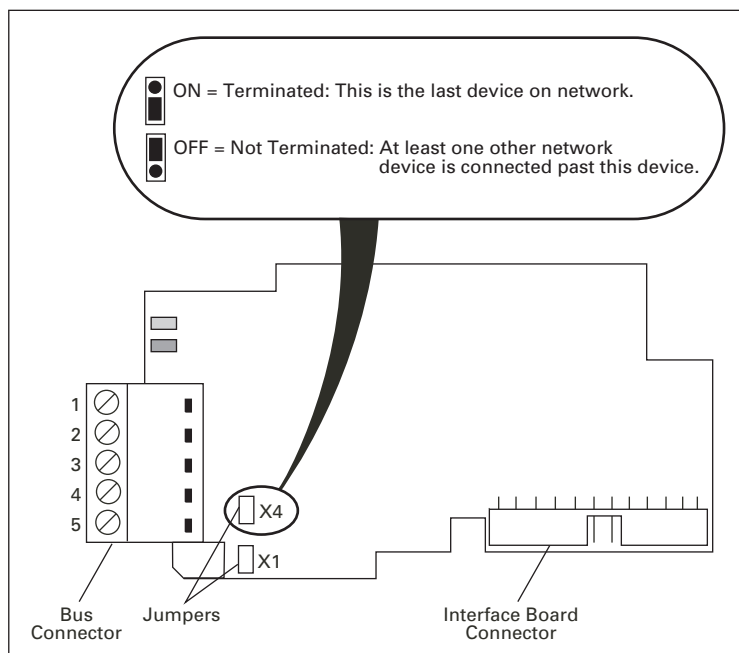 ON = Terminated: This is the last device on network.
OFF = Not Terminated: At least one other network
device is connected past this device.
1
2
3
4
5
X4
X1
Bus
Connector
Jumpers
Interface Board
Connector